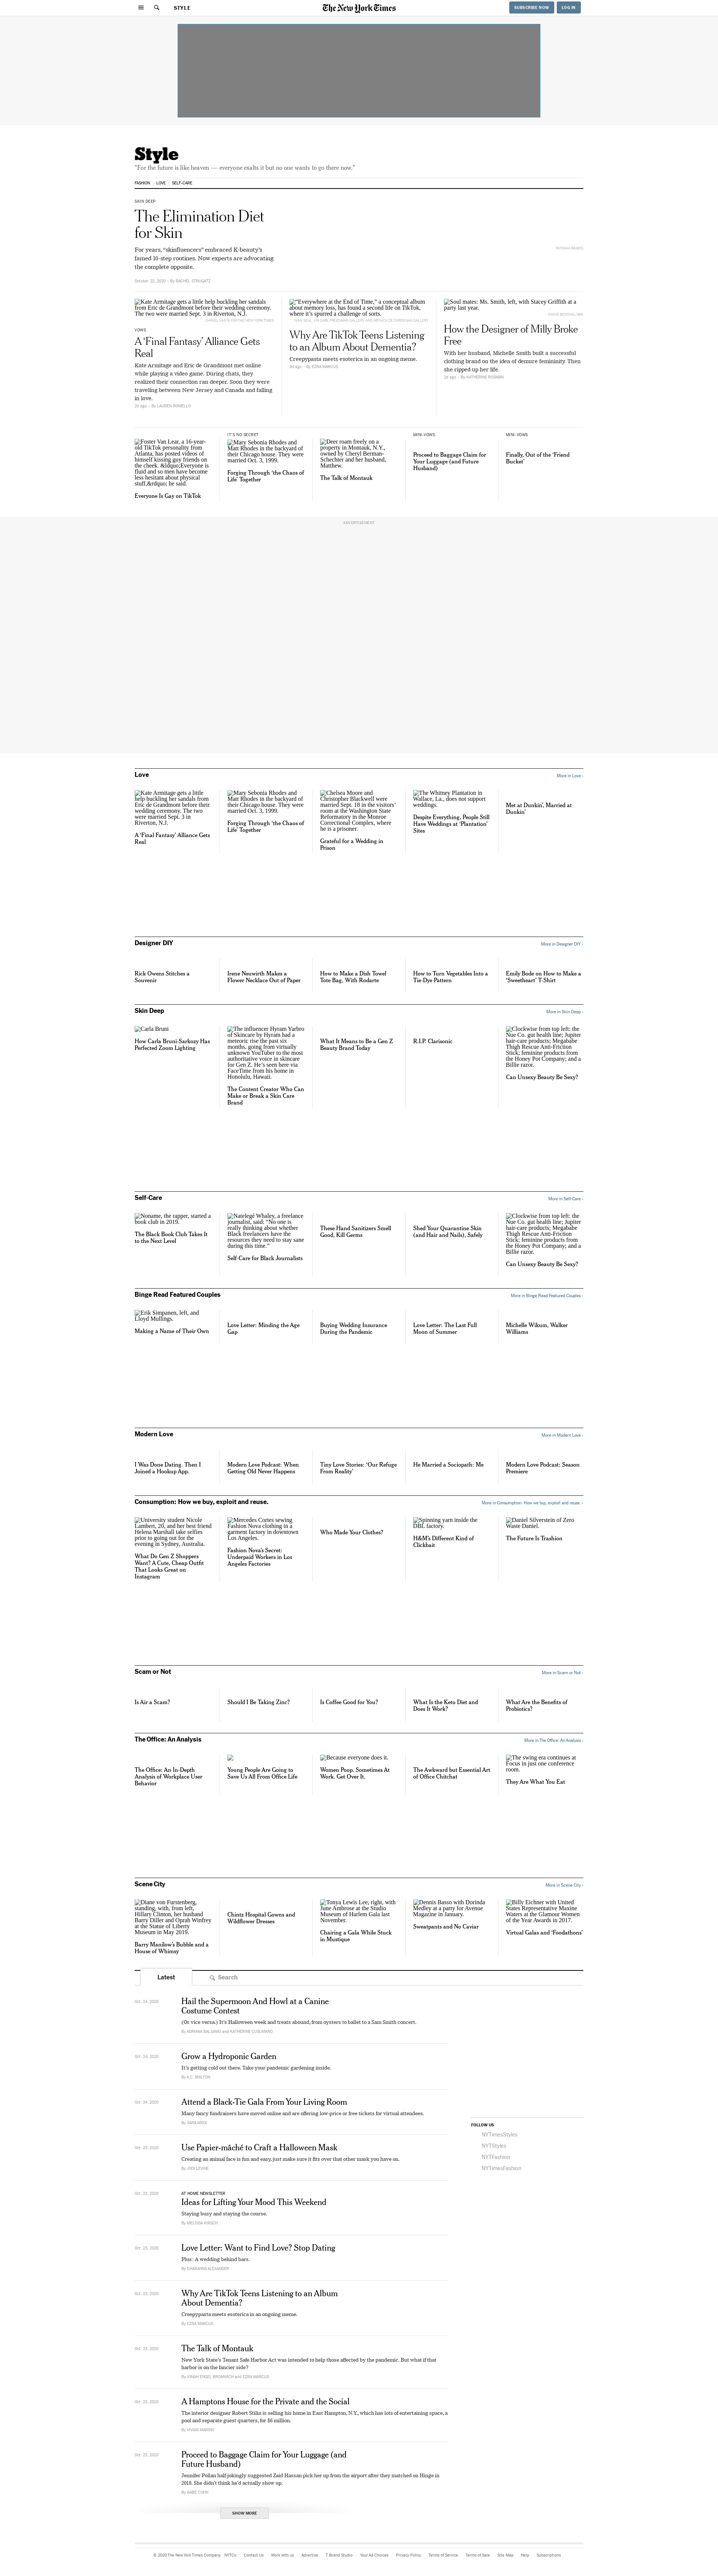 STYLE
The New York Times
SUBSCRIBE NOW
LOG IN
Style
“For the future is like heaven — everyone exalts it but no one wants to go there now.”
FASHION
LOVE
SELF-CARE
SKIN DEEP
The Elimination Diet
for Skin
For years, “skinfluencers” embraced K-beauty’s
famed 10-step routines. Now experts are advocating
the complete opposite.
October 22, 2020 · By RACHEL STRUGATZ
Kate Armitage gets a little help buckling her sandals
from Eric de Grandmont before their wedding ceremony.
The two were married Sept. 3 in Riverton, N.J.
VOWS
A ‘Final Fantasy’ Alliance Gets
Real
Kate Armitage and Eric de Grandmont met online
while playing a video game. During chats, they
realized their connection ran deeper. Soon they were
traveling between New Jersey and Canada and falling
in love.
2d ago · By LAUREN ROWELLO
“Everywhere at the End of Time,” a conceptual album
about memory loss, has found a second life on TikTok,
where it’s spurred a challenge of sorts.
Why Are TikTok Teens Listening
to an Album About Dementia?
Creepypasta meets esoterica in an ongoing meme.
3d ago · By EZRA MARCUS
Soul mates: Ms. Smith, left, with Stacey Griffith at a
party last year.
How the Designer of Milly Broke
Free
With her husband, Michelle Smith built a successful
clothing brand on the idea of demure femininity. Then
she ripped up her life.
2d ago · By KATHERINE ROSMAN
Foster Van Lear, a 16-year-
old TikTok personality from
Atlanta, has posted videos of
himself kissing guy friends on
the cheek. &ldquo;Everyone is
fluid and so men have become
less hesitant about physical
stuff,&rdquo; he said.
Everyone Is Gay on TikTok
IT’S NO SECRET
Mary Sebonia Rhodes and
Matt Rhodes in the backyard of
their Chicago house. They were
married Oct. 3, 1999.
Forging Through ‘the Chaos of
Life’ Together
Deer roam freely on a
property in Montauk, N.Y.,
owned by Cheryl Berman-
Schechter and her husband,
Matthew.
The Talk of Montauk
MINI-VOWS
Proceed to Baggage Claim for
Your Luggage (and Future
Husband)
MINI-VOWS
Finally, Out of the ‘Friend
Bucket’
ADVERTISEMENT
Love
More in Love ›
Kate Armitage gets a little
help buckling her sandals from
Eric de Grandmont before their
wedding ceremony. The two
were married Sept. 3 in
Riverton, N.J.
A ‘Final Fantasy’ Alliance Gets
Real
Mary Sebonia Rhodes and
Matt Rhodes in the backyard of
their Chicago house. They were
married Oct. 3, 1999.
Forging Through ‘the Chaos of
Life’ Together
Chelsea Moore and
Christopher Blackwell were
married Sept. 18 in the visitors’
room at the Washington State
Reformatory in the Monroe
Correctional Complex, where
he is a prisoner.
Grateful for a Wedding in
Prison
The Whitney Plantation in
Wallace, La., does not support
weddings.
Despite Everything, People Still
Have Weddings at ‘Plantation’
Sites
Met at Dunkin’, Married at
Dunkin’
Designer DIY
More in Designer DIY ›
Rick Owens Stitches a
Souvenir
Irene Neuwirth Makes a
Flower Necklace Out of Paper
How to Make a Dish Towel
Tote Bag, With Rodarte
How to Turn Vegetables Into a
Tie-Dye Pattern
Emily Bode on How to Make a
‘Sweetheart’ T-Shirt
Skin Deep
More in Skin Deep ›
Carla Bruni
How Carla Bruni-Sarkozy Has
Perfected Zoom Lighting
The influencer Hyram Yarbro
of Skincare by Hyram had a
meteoric rise the past six
months, going from virtually
unknown YouTuber to the most
authoritative voice in skincare
for Gen Z. He’s seen here via
FaceTime from his home in
Honolulu, Hawaii.
The Content Creator Who Can
Make or Break a Skin Care
Brand
What It Means to Be a Gen Z
Beauty Brand Today
R.I.P. Clarisonic
Clockwise from top left: the
Nue Co. gut health line; Jupiter
hair-care products; Megababe
Thigh Rescue Anti-Friction
Stick; feminine products from
the Honey Pot Company; and a
Billie razor.
Can Unsexy Beauty Be Sexy?
Self-Care
More in Self-Care ›
Noname, the rapper, started a
book club in 2019.
The Black Book Club Takes It
to the Next Level
Natelegé Whaley, a freelance
journalist, said: “No one is
really thinking about whether
Black freelancers have the
resources they need to stay sane
during this time.”
Self-Care for Black Journalists
These Hand Sanitizers Smell
Good, Kill Germs
Shed Your Quarantine Skin
(and Hair and Nails), Safely
Clockwise from top left: the
Nue Co. gut health line; Jupiter
hair-care products; Megababe
Thigh Rescue Anti-Friction
Stick; feminine products from
the Honey Pot Company; and a
Billie razor.
Can Unsexy Beauty Be Sexy?
Binge Read Featured Couples
More in Binge Read Featured Couples ›
Erik Simpanen, left, and
Lloyd Mullings.
Making a Name of Their Own
Love Letter: Minding the Age
Gap
Buying Wedding Insurance
During the Pandemic
Love Letter: The Last Full
Moon of Summer
Michelle Wikum, Walker
Williams
Modern Love
More in Modern Love ›
I Was Done Dating. Then I
Joined a Hookup App.
Modern Love Podcast: When
Getting Old Never Happens
Tiny Love Stories: ‘Our Refuge
From Reality’
He Married a Sociopath: Me
Modern Love Podcast: Season
Premiere
Consumption: How we buy, exploit and reuse.
More in Consumption: How we buy, exploit and reuse. ›
University student Nicole
Lambert, 20, and her best friend
Helena Marshall take selfies
prior to going out for the
evening in Sydney, Australia.
What Do Gen Z Shoppers
Want? A Cute, Cheap Outfit
That Looks Great on
Instagram
Mercedes Cortes sewing
Fashion Nova clothing in a
garment factory in downtown
Los Angeles.
Fashion Nova’s Secret:
Underpaid Workers in Los
Angeles Factories
Who Made Your Clothes?
Spinning yarn inside the
DBL factory.
H&M’s Different Kind of
Clickbait
Daniel Silverstein of Zero
Waste Daniel.
The Future Is Trashion
Scam or Not
More in Scam or Not ›
Is Air a Scam?
Should I Be Taking Zinc?
Is Coffee Good for You?
What Is the Keto Diet and
Does It Work?
What Are the Benefits of
Probiotics?
The Office: An Analysis
More in The Office: An Analysis ›
The Office: An In-Depth
Analysis of Workplace User
Behavior
Young People Are Going to
Save Us All From Office Life
Because everyone does it.
Women Poop. Sometimes At
Work. Get Over It.
The Awkward but Essential Art
of Office Chitchat
The swing era continues at
Focus in just one conference
room.
They Are What You Eat
Scene City
More in Scene City ›
Diane von Furstenberg,
standing, with, from left,
Hillary Clinton, her husband
Barry Diller and Oprah Winfrey
at the Statue of Liberty
Museum in May 2019.
Barry Manilow’s Bubble and a
House of Whimsy
Chintz Hospital Gowns and
Wildflower Dresses
Tonya Lewis Lee, right, with
June Ambrose at the Studio
Museum of Harlem Gala last
November.
Chairing a Gala While Stuck
in Mustique
Dennis Basso with Dorinda
Medley at a party for Avenue
Magazine in January.
Sweatpants and No Caviar
Billy Eichner with United
States Representative Maxine
Waters at the Glamour Women
of the Year Awards in 2017.
Virtual Galas and ‘Foodathons’
Latest
Search
Oct. 24, 2020
Hail the Supermoon And Howl at a Canine
Costume Contest
(Or vice versa.) It’s Halloween week and treats abound, from oysters to ballet to a Sam Smith concert.
By ADRIANA BALSAMO and KATHERINE CUSUMANO
Oct. 24, 2020
Grow a Hydroponic Garden
It’s getting cold out there. Take your pandemic gardening inside.
By A.C. SHILTON
Oct. 24, 2020
Attend a Black-Tie Gala From Your Living Room
Many fancy fundraisers have moved online and are offering low-price or free tickets for virtual attendees.
By SARA ARIDI
Oct. 23, 2020
Use Papier-mâché to Craft a Halloween Mask
Creating an animal face is fun and easy, just make sure it fits over that other mask you have on.
By JODI LEVINE
Oct. 23, 2020
AT HOME NEWSLETTER
Ideas for Lifting Your Mood This Weekend
Staying busy and staying the course.
By MELISSA KIRSCH
Oct. 23, 2020
Love Letter: Want to Find Love? Stop Dating
Plus: A wedding behind bars.
By CHARANNA ALEXANDER
Oct. 23, 2020
Why Are TikTok Teens Listening to an Album
About Dementia?
Creepypasta meets esoterica in an ongoing meme.
By EZRA MARCUS
Oct. 23, 2020
The Talk of Montauk
New York State’s Tenant Safe Harbor Act was intended to help those affected by the pandemic. But what if that
harbor is on the fancier side?
By JONAH ENGEL BROMWICH and EZRA MARCUS
Oct. 23, 2020
A Hamptons House for the Private and the Social
The interior designer Robert Stilin is selling his home in East Hampton, N.Y., which has lots of entertaining space, a
pool and separate guest quarters, for $6 million.
By VIVIAN MARINO
Oct. 23, 2020
Proceed to Baggage Claim for Your Luggage (and
Future Husband)
Jennifer Pollan half-jokingly suggested Zaid Hassan pick her up from the airport after they matched on Hinge in
2018. She didn’t think he’d actually show up.
By GABE COHN
SHOW MORE
FOLLOW US
NYTimesStyles
NYTStyles
NYTFashion
NYTimesFashion
© 2020 The New York Times Company
NYTCo
Contact Us
Work with us
Advertise
T Brand Studio
Your Ad Choices
Privacy Policy
Terms of Service
Terms of Sale
Site Map
Help
Subscriptions